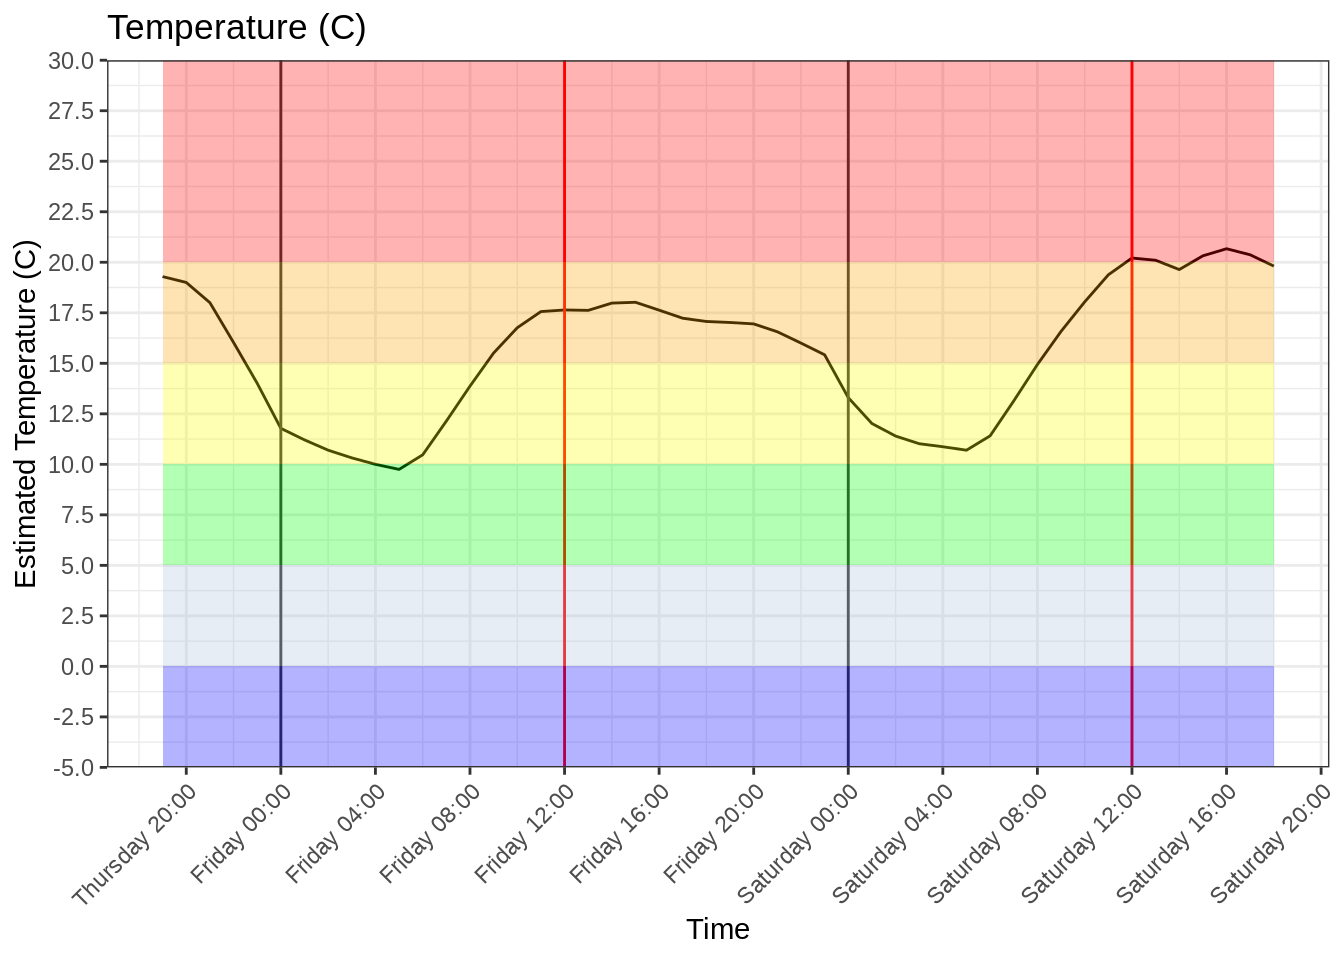 Temperature (C)
Estimated Temperature (C)
30.0
27.5
25.0
22.5
20.0
17.5
15.0
12.5
10.0
7.5
5.0
2.5
0.0
-2.5
-5.0
Thursday 20:00
Friday 00:00
Friday 04:00
Friday 08:00
Friday 12:00
Friday 16:00
Friday 20:00
Saturday 00:00
Saturday 04:00
Saturday 08:00
Saturday 12:00
Saturday 16:00
Saturday 20:00
Time